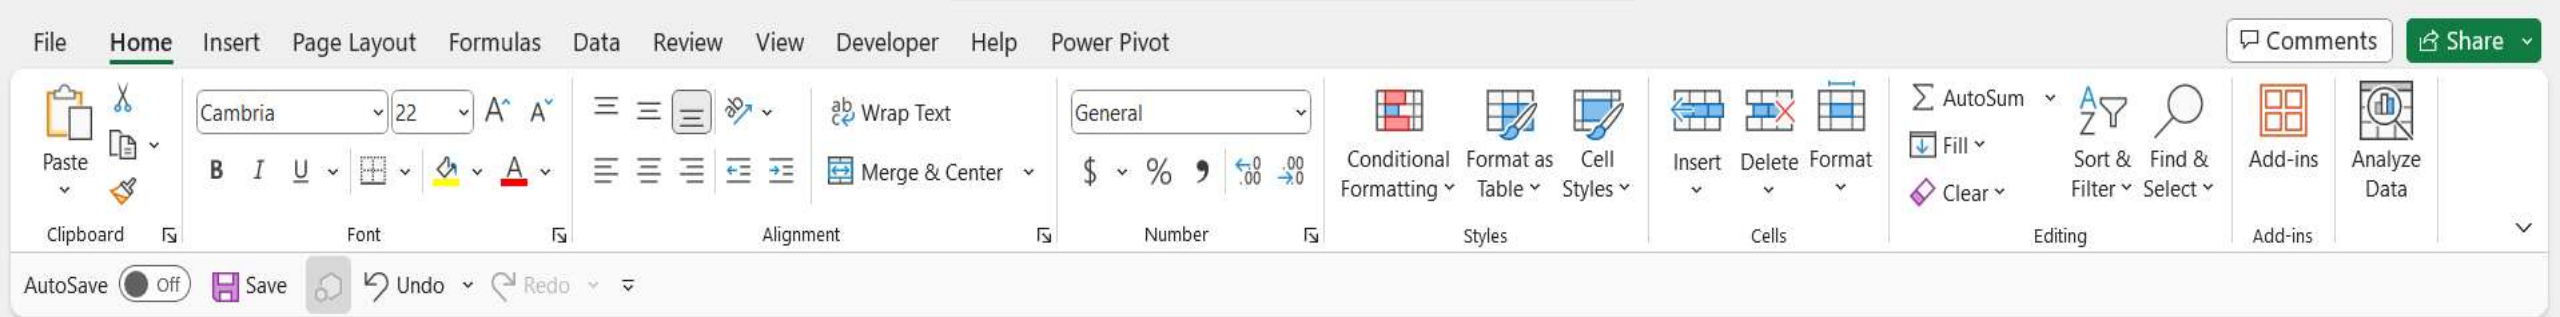 File Home Insert Page Layout Formulas Data Review View Developer Help Power Pivot Comments Share
Paste
Clipboard
Cambria 22 A A
B I U A
Font
ab Wrap Text
Merge & Center
Alignment
General
$ % , .00 .00
Number
Conditional Formatting
Format as Table
Cell Styles
Styles
Insert Delete Format
Cells
AutoSum
Fill
Clear
Sort & Filter
Find & Select
Editing
Add-ins
Add-ins
Analyze Data
AutoSave Off Save Undo Redo